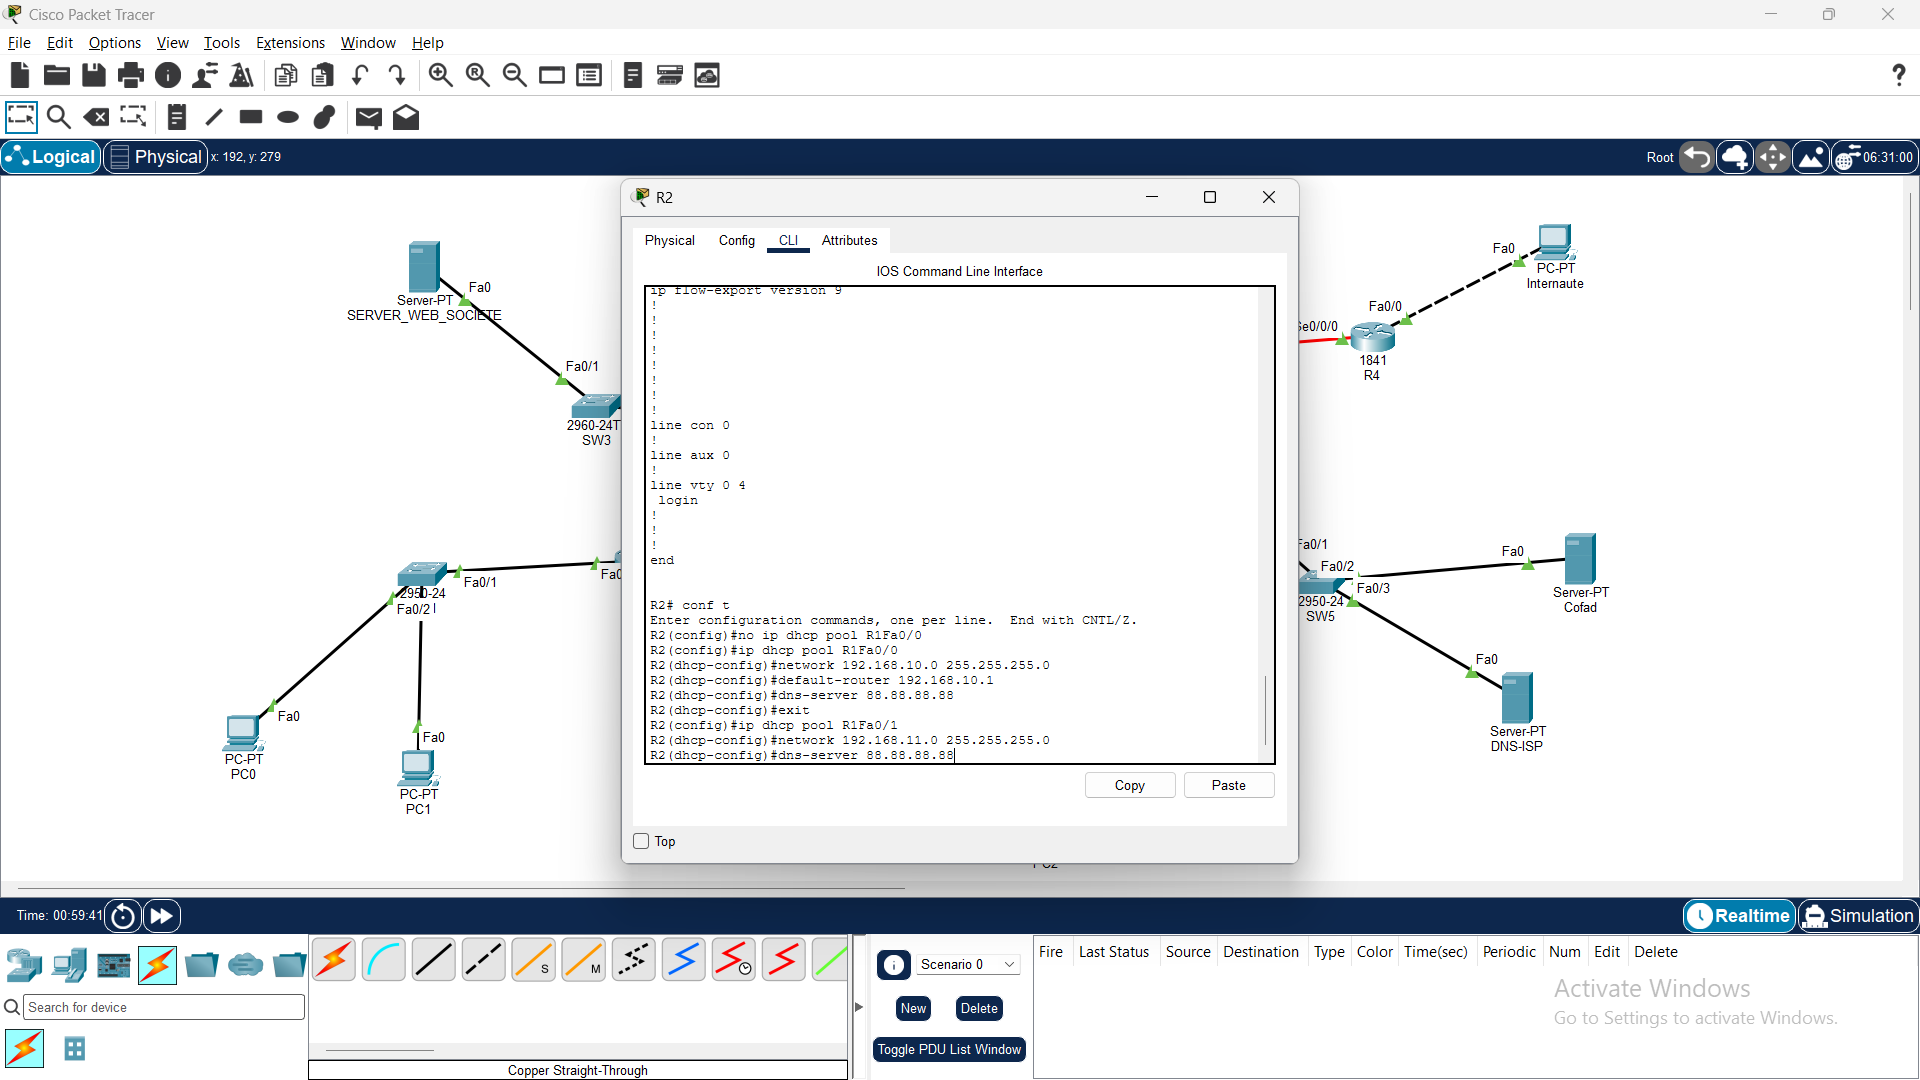 Cisco Packet Tracer
File Edit Options View Tools Extensions Window Help
Logical Physical x: 192, y: 279 Root 06:31:00
R2
Physical Config CLI Attributes
IOS Command Line Interface
ip flow-export version 9
!
!
!
!
!
!
!
!
line con 0
!
line aux 0
!
line vty 0 4
login
!
!
!
end
R2# conf t
Enter configuration commands, one per line. End with CNTL/Z.
R2(config)#no ip dhcp pool R1Fa0/0
R2(config)#ip dhcp pool R1Fa0/0
R2(dhcp-config)#network 192.168.10.0 255.255.255.0
R2(dhcp-config)#default-router 192.168.10.1
R2(dhcp-config)#dns-server 88.88.88.88
R2(dhcp-config)#exit
R2(config)#ip dhcp pool R1Fa0/1
R2(dhcp-config)#network 192.168.11.0 255.255.255.0
R2(dhcp-config)#dns-server 88.88.88.88
Copy Paste
Top
Fa0
Server-PT
SERVER_WEB_SOCIETE
Fa0/1
2960-24T
SW3
Fa0/1
2950-24
Fa0/2
Fa0
PC-PT
PC0
Fa0
PC-PT
PC1
Fa0
PC-PT
Internaute
Fa0/0
Se0/0/0
1841
R4
Fa0/1
Fa0/2
Fa0/3
2950-24
SW5
Fa0
Server-PT
Cofad
Fa0
Server-PT
DNS-ISP
Time: 00:59:41 Realtime Simulation
Search for device
S
M
Copper Straight-Through
Scenario 0
New Delete
Toggle PDU List Window
Fire Last Status Source Destination Type Color Time(sec) Periodic Num Edit Delete
Activate Windows
Go to Settings to activate Windows.